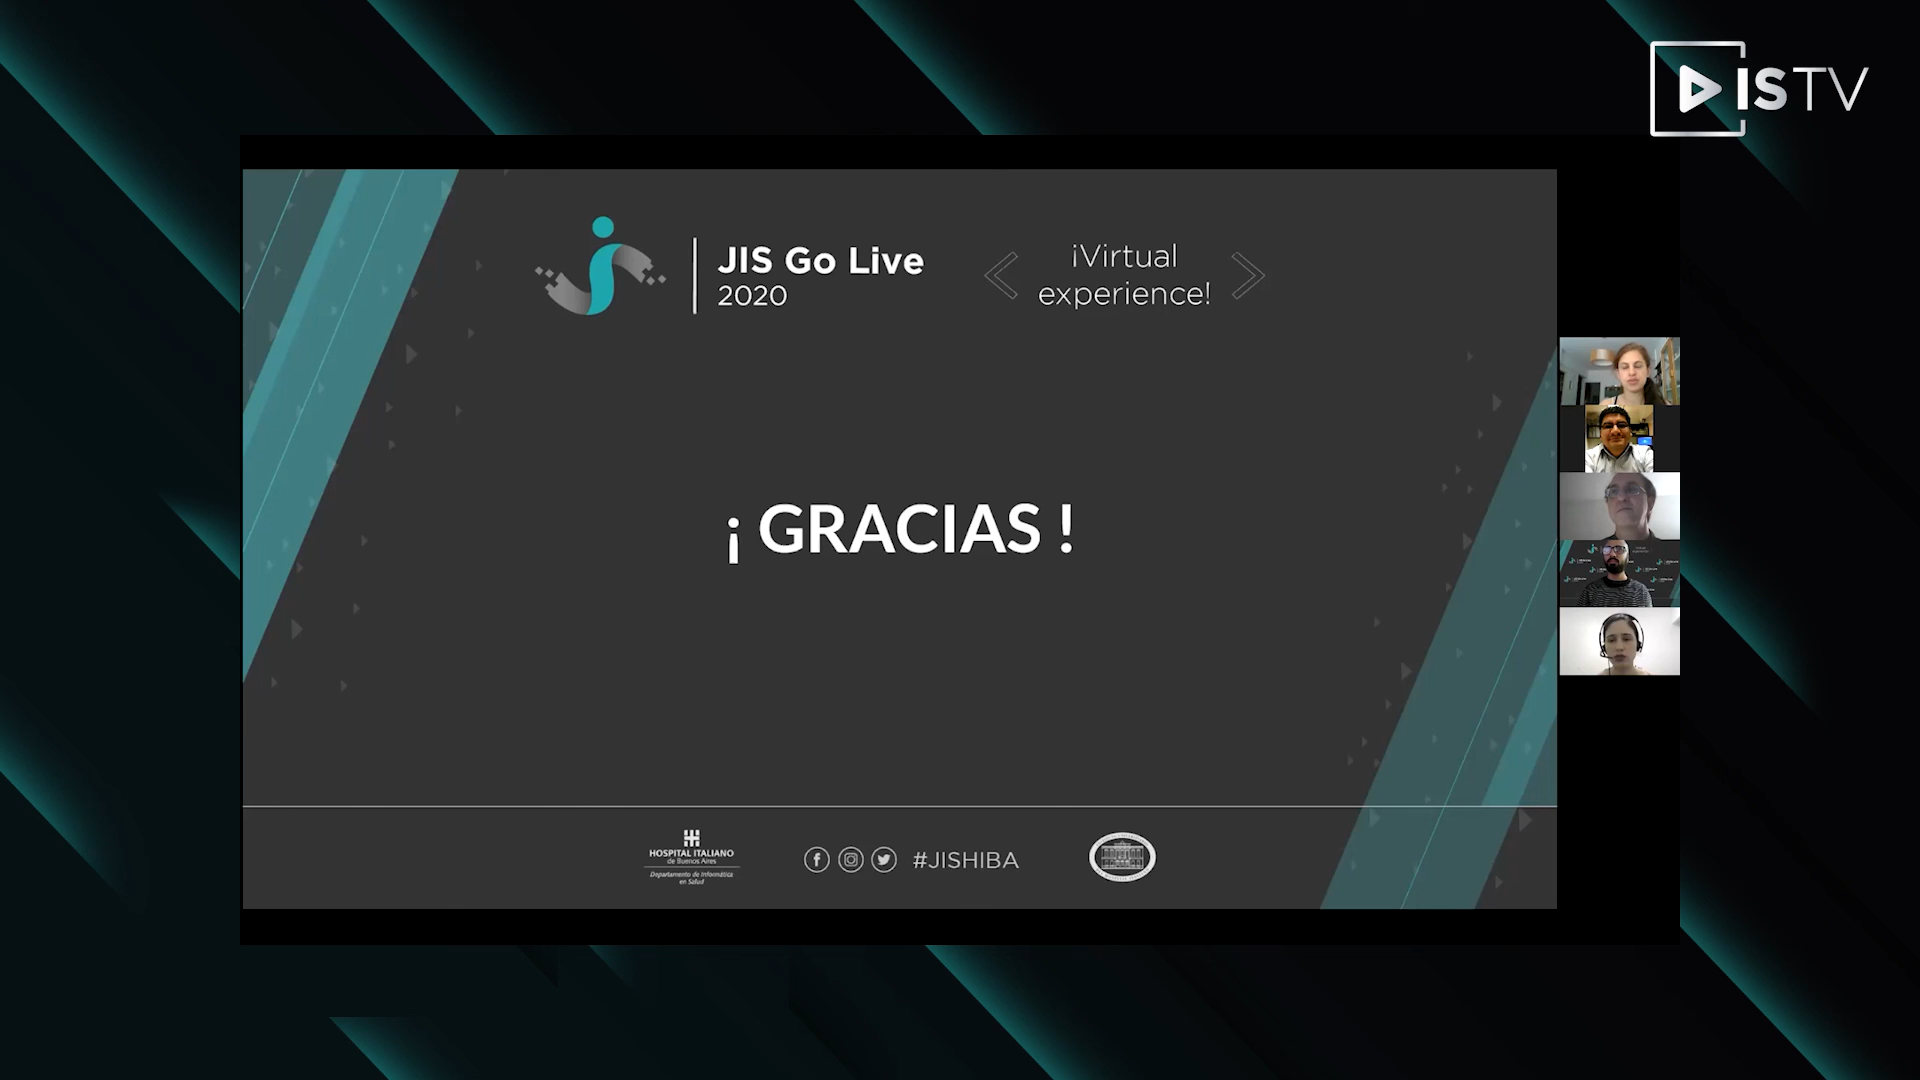 ISTV
JIS Go Live
2020
¡Virtual
experience!
¡ GRACIAS !
HOSPITAL ITALIANO
de Buenos Aires
Departamento de Informática
en Salud
#JISHIBA